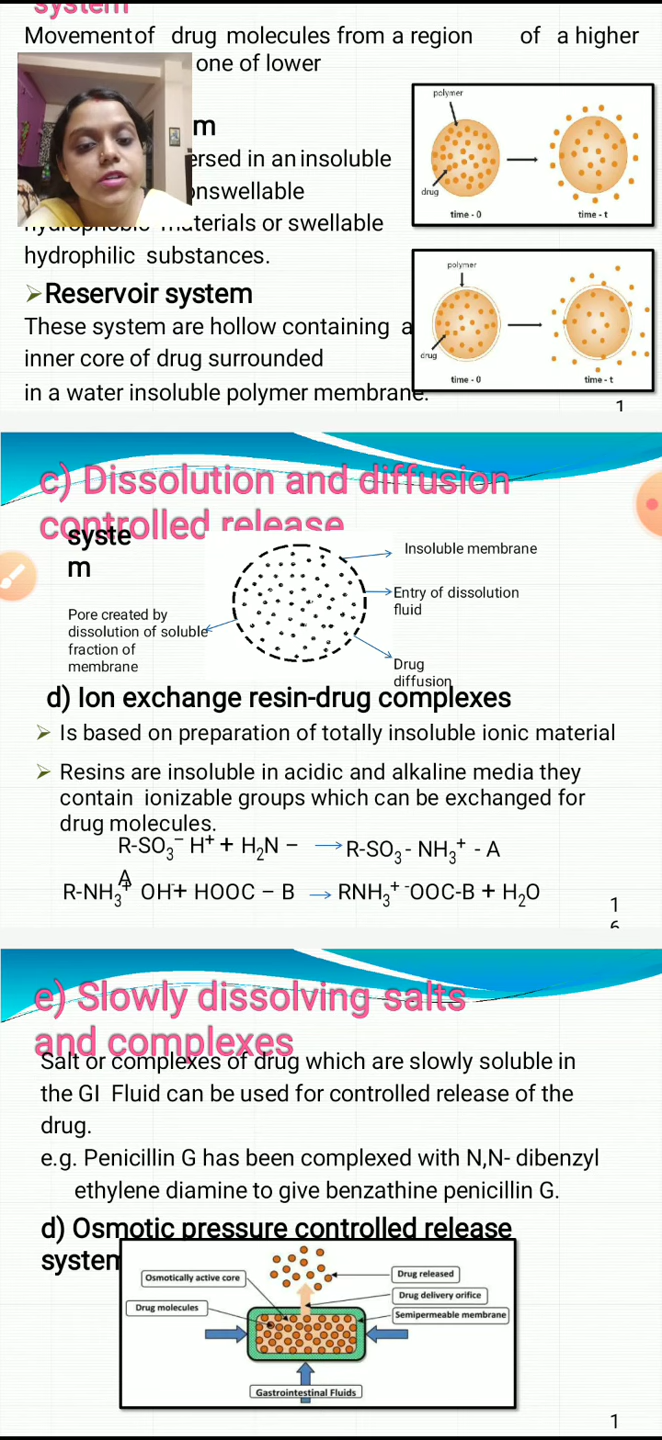 system
Movement of drug molecules from a region of a higher
one of lower
m
ersed in an insoluble
onswellable
hydrophobic materials or swellable
hydrophilic substances.
➢Reservoir system
These system are hollow containing a
inner core of drug surrounded
in a water insoluble polymer membrane.
polymer
drug
time - 0
time - t
polymer
drug
time - 0
time - t
1
c) Dissolution and diffusion
controlled release
syste
m
Insoluble membrane
Entry of dissolution
fluid
Pore created by
dissolution of soluble
fraction of
membrane
Drug
diffusion
d) Ion exchange resin-drug complexes
➢ Is based on preparation of totally insoluble ionic material
➢ Resins are insoluble in acidic and alkaline media they
contain ionizable groups which can be exchanged for
drug molecules.
R-SO₃⁻ H⁺ + H₂N – → R-SO₃ - NH₃⁺ - A
A
R-NH₃⁺ OH⁻ + HOOC – B → RNH₃⁺ ⁻OOC-B + H₂O
1
6
e) Slowly dissolving salts
and complexes
Salt or complexes of drug which are slowly soluble in
the GI Fluid can be used for controlled release of the
drug.
e.g. Penicillin G has been complexed with N,N- dibenzyl
ethylene diamine to give benzathine penicillin G.
d) Osmotic pressure controlled release
system
Osmotically active core
Drug molecules
Drug released
Drug delivery orifice
Semipermeable membrane
Gastrointestinal Fluids
1